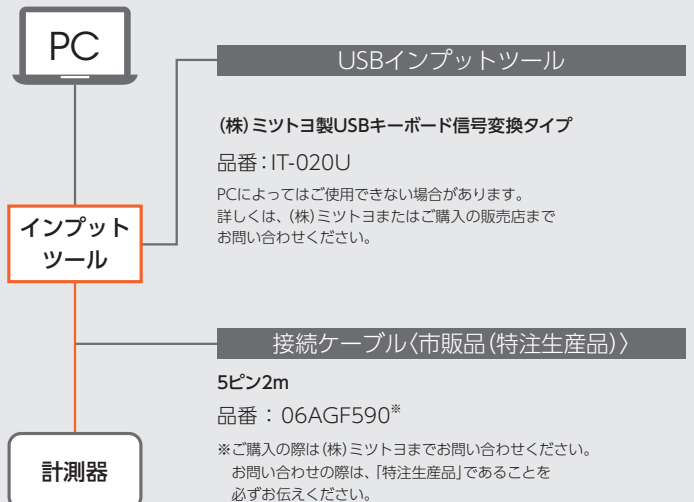 PC
USBインプットツール
(株)ミツトヨ製USBキーボード信号変換タイプ
品番：IT-020U
PCによってはご使用できない場合があります。
詳しくは、(株)ミツトヨまたはご購入の販売店まで
お問い合わせください。
インプット
ツール
接続ケーブル〈市販品(特注生産品)〉
5ピン2m
品番：06AGF590※
※ご購入の際は(株)ミツトヨまでお問い合わせください。
お問い合わせの際は、「特注生産品」であることを
必ずお伝えください。
計測器